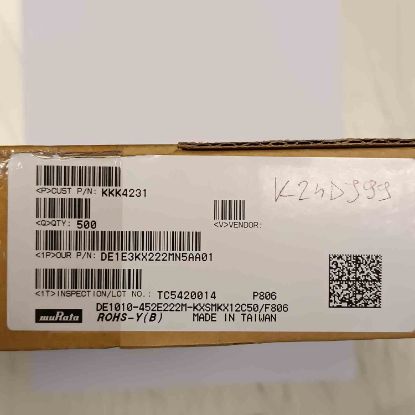 <P>CUST P/N: KKK4231
K24D999
<Q>QTY: 500
<V>VENDOR:
<1P>OUR P/N: DE1E3KX222MN5AA01
<1T>INSPECTION/LOT NO.: TC5420014 P806
DE1010-452E222M-KXSMKX12C50/F806
muRata ROHS-Y(B) MADE IN TAIWAN